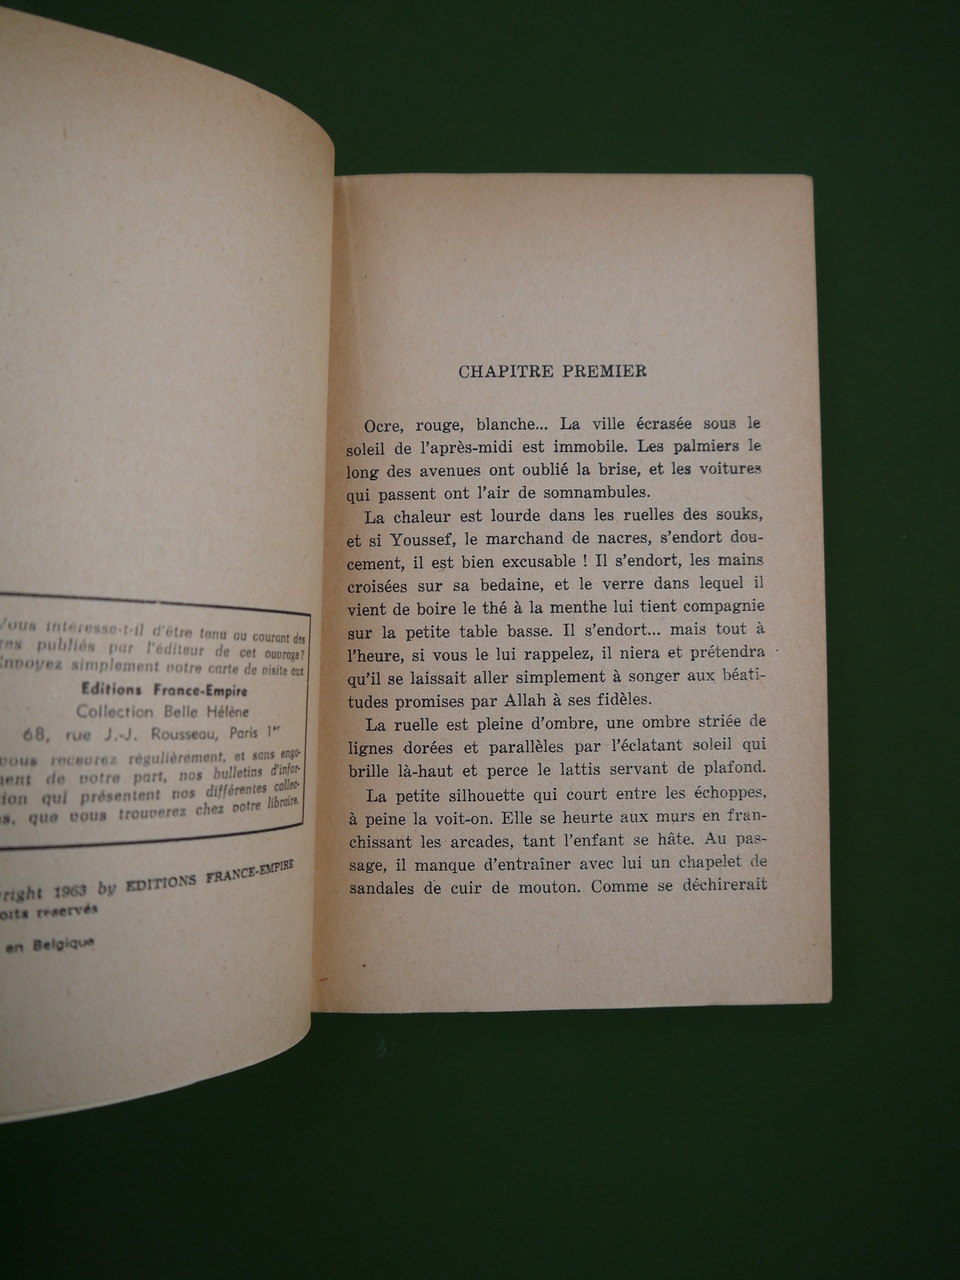 Vous intéresse-t-il d'être tenu au courant des
publiés par l'éditeur de cet ouvrage?
simplement votre carte de visite aux
Editions France-Empire
Collection Belle Hélène
68, rue J.-J. Rousseau, Paris 1er
vous recevrez régulièrement, et sans enga-
de votre part, nos bulletins d'infor-
tion qui présentent nos différentes collec-
s, que vous trouverez chez votre libraire.
right 1963 by EDITIONS FRANCE-EMPIRE
oits reservés
en Belgique
CHAPITRE PREMIER
Ocre, rouge, blanche... La ville écrasée sous le
soleil de l'après-midi est immobile. Les palmiers le
long des avenues ont oublié la brise, et les voitures
qui passent ont l'air de somnambules.
La chaleur est lourde dans les ruelles des souks,
et si Youssef, le marchand de nacres, s'endort dou-
cement, il est bien excusable ! Il s'endort, les mains
croisées sur sa bedaine, et le verre dans lequel il
vient de boire le thé à la menthe lui tient compagnie
sur la petite table basse. Il s'endort... mais tout à
l'heure, si vous le lui rappelez, il niera et prétendra
qu'il se laissait aller simplement à songer aux béati-
tudes promises par Allah à ses fidèles.
La ruelle est pleine d'ombre, une ombre striée de
lignes dorées et parallèles par l'éclatant soleil qui
brille là-haut et perce le lattis servant de plafond.
La petite silhouette qui court entre les échoppes,
à peine la voit-on. Elle se heurte aux murs en fran-
chissant les arcades, tant l'enfant se hâte. Au pas-
sage, il manque d'entraîner avec lui un chapelet de
sandales de cuir de mouton. Comme se déchirerait